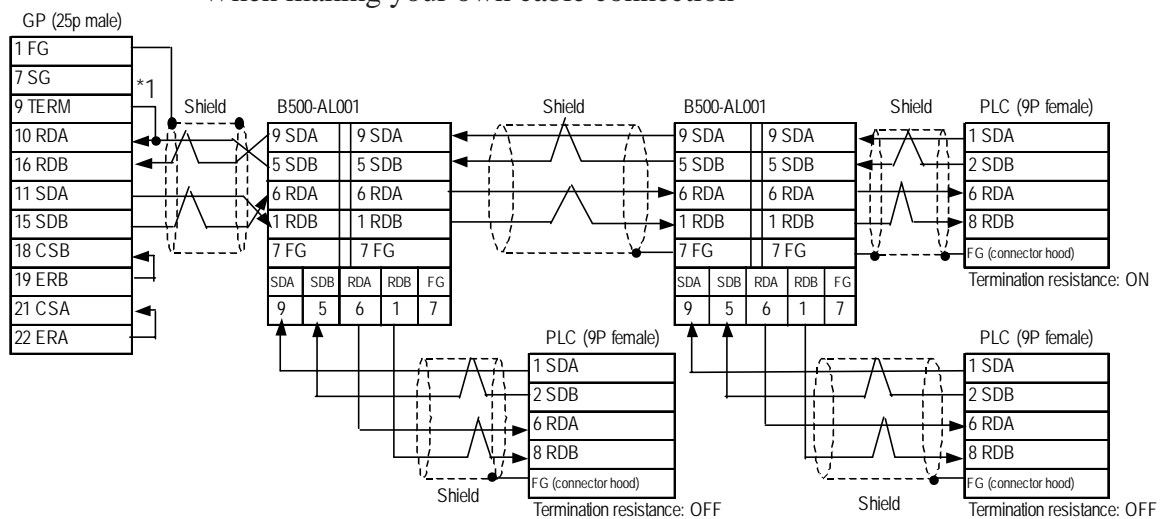 When making your own cable connection
GP (25p male)
1 FG
7 SG
9 TERM
10 RDA
16 RDB
11 SDA
15 SDB
18 CSB
19 ERB
21 CSA
22 ERA
*1
Shield
B500-AL001
9 SDA 9 SDA
5 SDB 5 SDB
6 RDA 6 RDA
1 RDB 1 RDB
7 FG 7 FG
SDA SDB RDA RDB FG
9 5 6 1 7
Shield
B500-AL001
9 SDA 9 SDA
5 SDB 5 SDB
6 RDA 6 RDA
1 RDB 1 RDB
7 FG 7 FG
SDA SDB RDA RDB FG
9 5 6 1 7
Shield
PLC (9P female)
1 SDA
2 SDB
6 RDA
8 RDB
FG (connector hood)
Termination resistance: ON
PLC (9P female)
1 SDA
2 SDB
6 RDA
8 RDB
FG (connector hood)
Shield
Termination resistance: OFF
PLC (9P female)
1 SDA
2 SDB
6 RDA
8 RDB
FG (connector hood)
Shield
Termination resistance: OFF